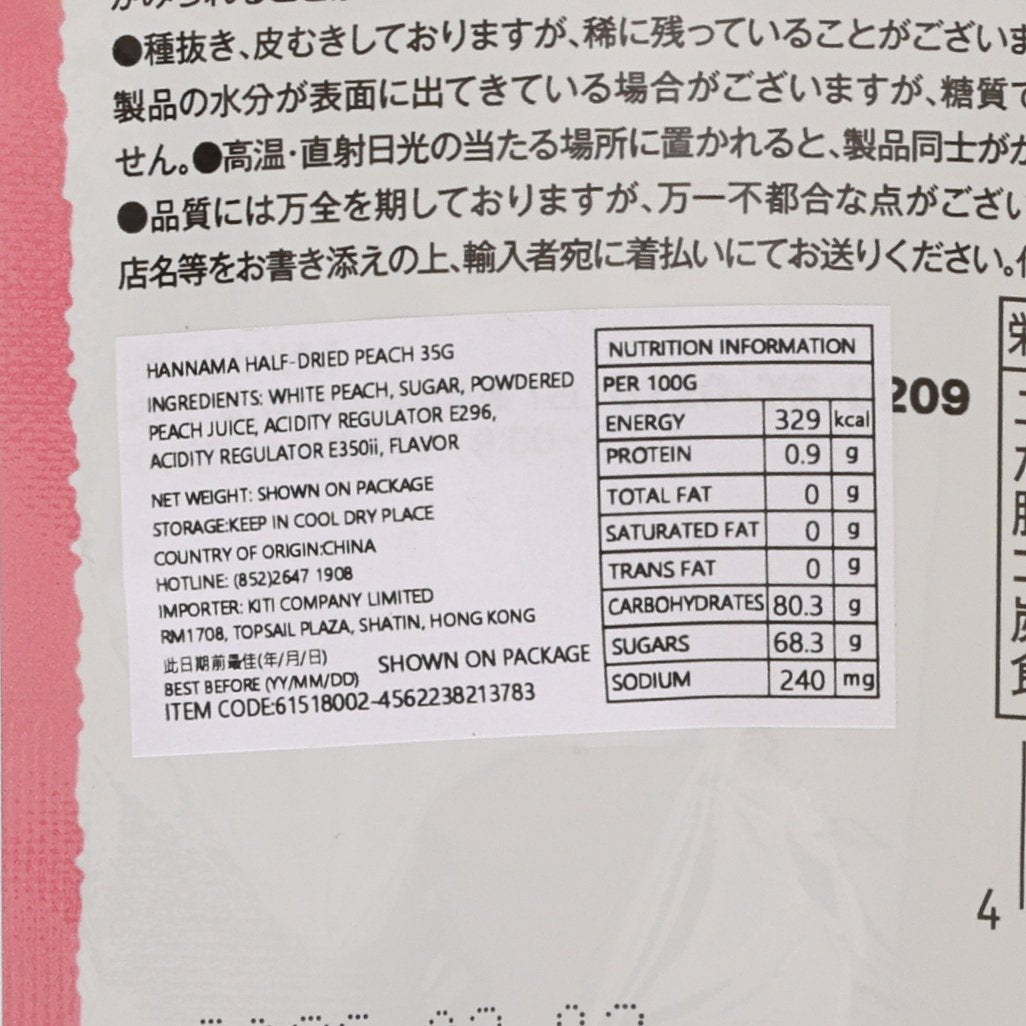 ●種抜き、皮むきしておりますが、稀に残っていることがございま
製品の水分が表面に出てきている場合がございますが、糖質で
せん。●高温・直射日光の当たる場所に置かれると、製品同士がか
●品質には万全を期しておりますが、万一不都合な点がござい
店名等をお書き添えの上、輸入者宛に着払いにてお送りください。
HANNAMA HALF-DRIED PEACH 35G
INGREDIENTS: WHITE PEACH, SUGAR, POWDERED
PEACH JUICE, ACIDITY REGULATOR E296,
ACIDITY REGULATOR E350ii, FLAVOR
NET WEIGHT: SHOWN ON PACKAGE
STORAGE:KEEP IN COOL DRY PLACE
COUNTRY OF ORIGIN:CHINA
HOTLINE: (852)2647 1908
IMPORTER: KITI COMPANY LIMITED
RM1708, TOPSAIL PLAZA, SHATIN, HONG KONG
此日期前最佳(年/月/日)
BEST BEFORE (YY/MM/DD) SHOWN ON PACKAGE
ITEM CODE:61518002-4562238213783
NUTRITION INFORMATION
PER 100G
ENERGY 329 kcal
PROTEIN 0.9 g
TOTAL FAT 0 g
SATURATED FAT 0 g
TRANS FAT 0 g
CARBOHYDRATES 80.3 g
SUGARS 68.3 g
SODIUM 240 mg
209
栄
4